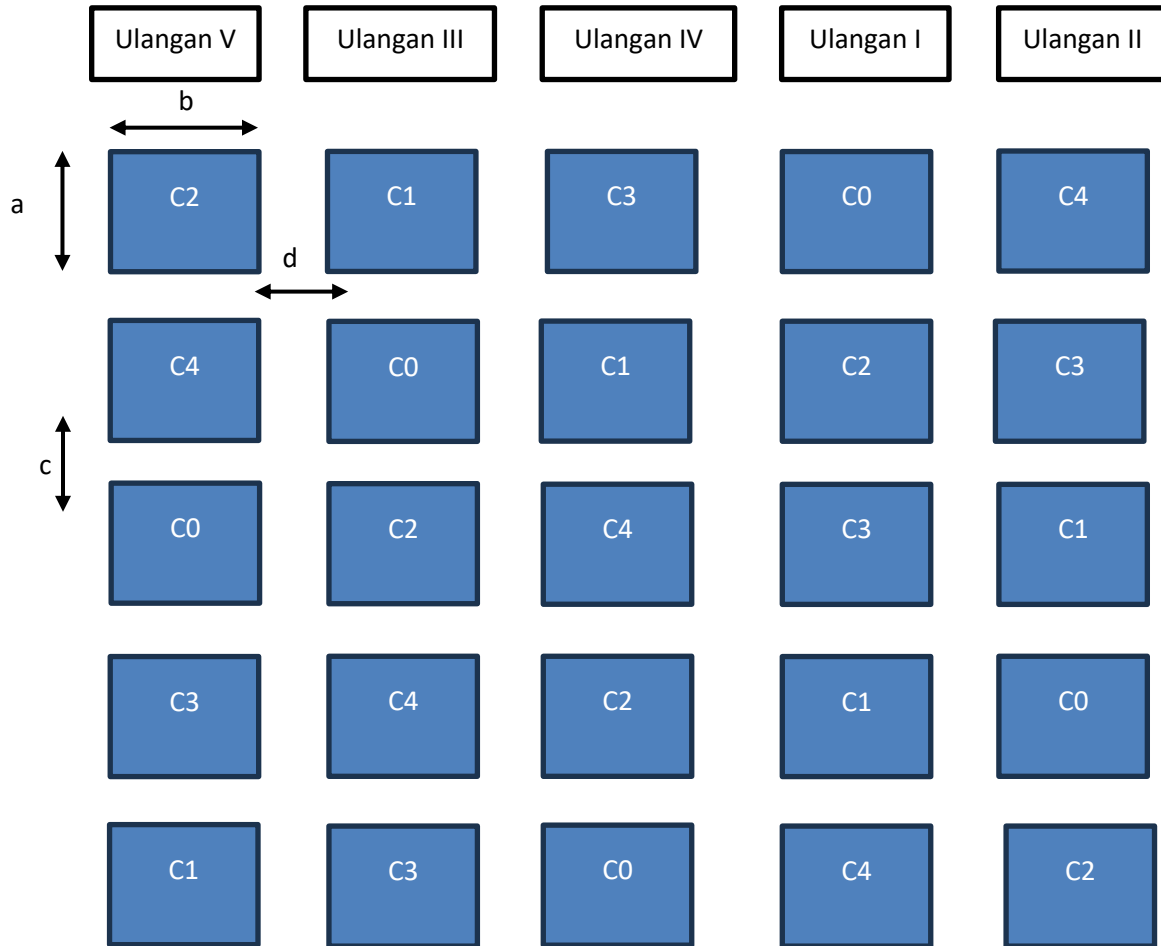 Ulangan V Ulangan III Ulangan IV Ulangan I Ulangan II
b
a C2 C1 C3 C0 C4
d
C4 C0 C1 C2 C3
c
C0 C2 C4 C3 C1
C3 C4 C2 C1 C0
C1 C3 C0 C4 C2